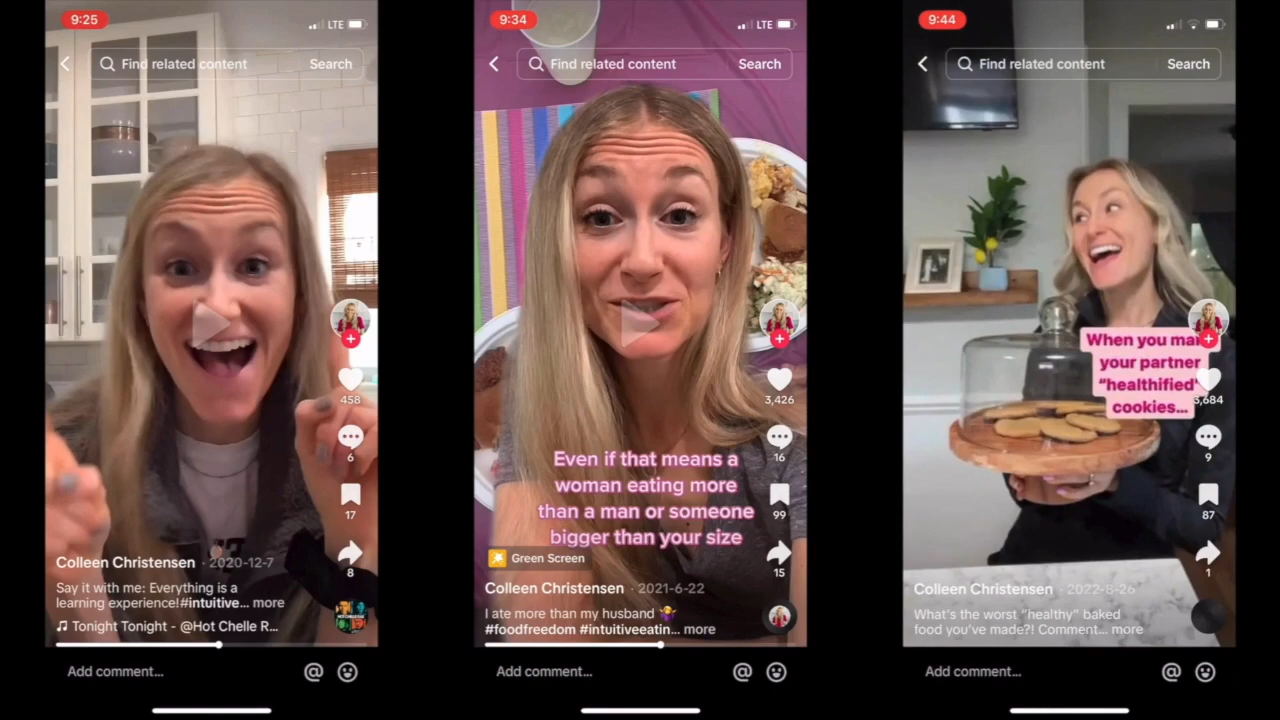 9:25
LTE
Find related content
Search
458
6
17
8
Colleen Christensen · 2020-12-7
Say it with me: Everything is a
learning experience!#intuitive... more
Tonight Tonight - @Hot Chelle R...
Add comment...
@
9:34
LTE
Find related content
Search
3,426
16
99
15
Even if that means a
woman eating more
than a man or someone
bigger than your size
Green Screen
Colleen Christensen · 2021-6-22
I ate more than my husband
#foodfreedom #intuitiveeatin... more
Add comment...
@
9:44
Find related content
Search
When you
your partner
"healthified"
cookies...
3,684
9
87
1
Colleen Christensen · 2022-8-26
What's the worst "healthy" baked
food you've made?! Comment... more
Add comment...
@